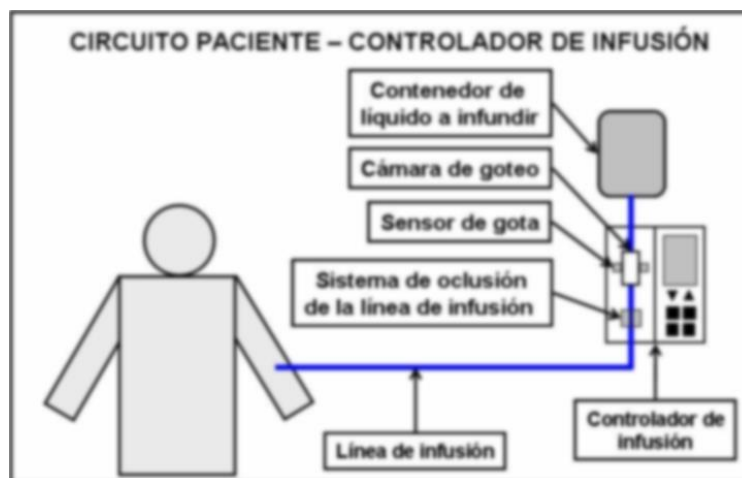 CIRCUITO PACIENTE – CONTROLADOR DE INFUSIÓN
Contenedor de
líquido a infundir
Cámara de goteo
Sensor de gota
Sistema de oclusión
de la línea de infusión
Línea de infusión
Controlador de
infusión